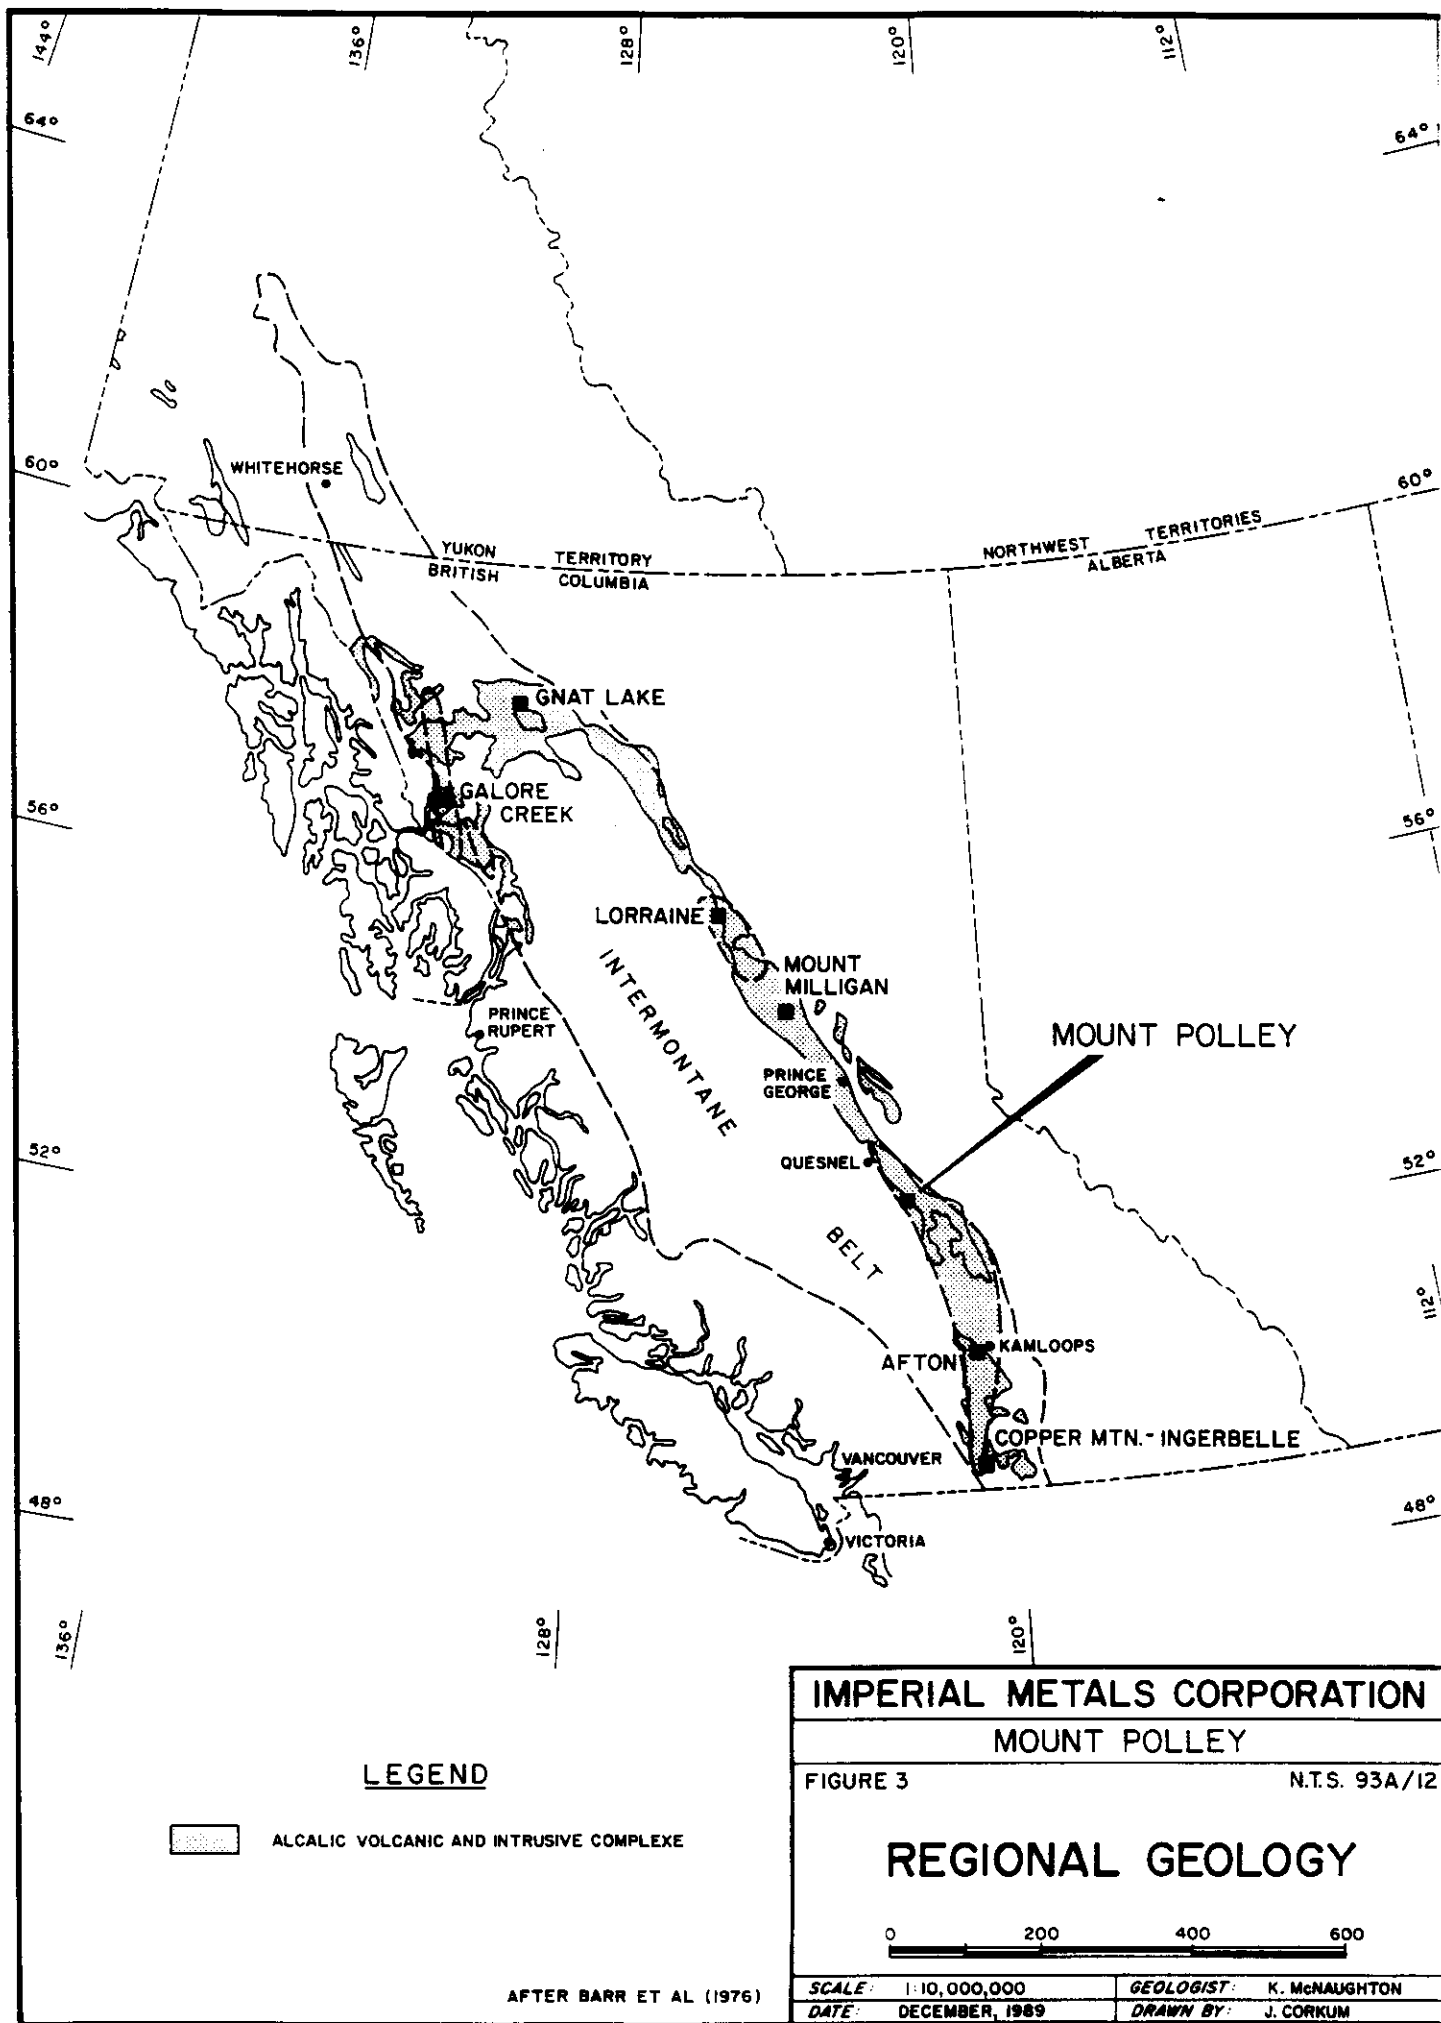 144°
136°
128°
120°
112°
64°
64°
60°
WHITEHORSE
60°
YUKON TERRITORY
BRITISH COLUMBIA
NORTHWEST TERRITORIES
ALBERTA
GNAT LAKE
GALORE
CREEK
56°
56°
LORRAINE
MOUNT
MILLIGAN
INTERMONTANE
BELT
PRINCE
RUPERT
MOUNT POLLEY
PRINCE
GEORGE
QUESNEL
52°
52°
112°
KAMLOOPS
AFTON
COPPER MTN.- INGERBELLE
VANCOUVER
48°
48°
VICTORIA
136°
128°
120°
LEGEND
ALCALIC VOLCANIC AND INTRUSIVE COMPLEXE
AFTER BARR ET AL (1976)
IMPERIAL METALS CORPORATION
MOUNT POLLEY
FIGURE 3 N.T.S. 93A/12
REGIONAL GEOLOGY
0 200 400 600
SCALE: 1:10,000,000 GEOLOGIST: K. McNAUGHTON
DATE: DECEMBER, 1989 DRAWN BY: J. CORKUM